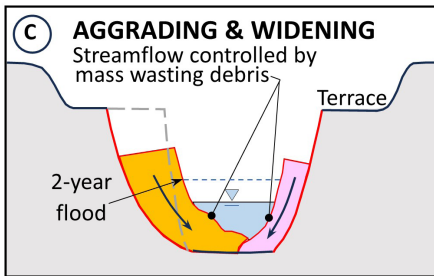 C AGGRADING & WIDENING
Streamflow controlled by
mass wasting debris
Terrace
2-year
flood